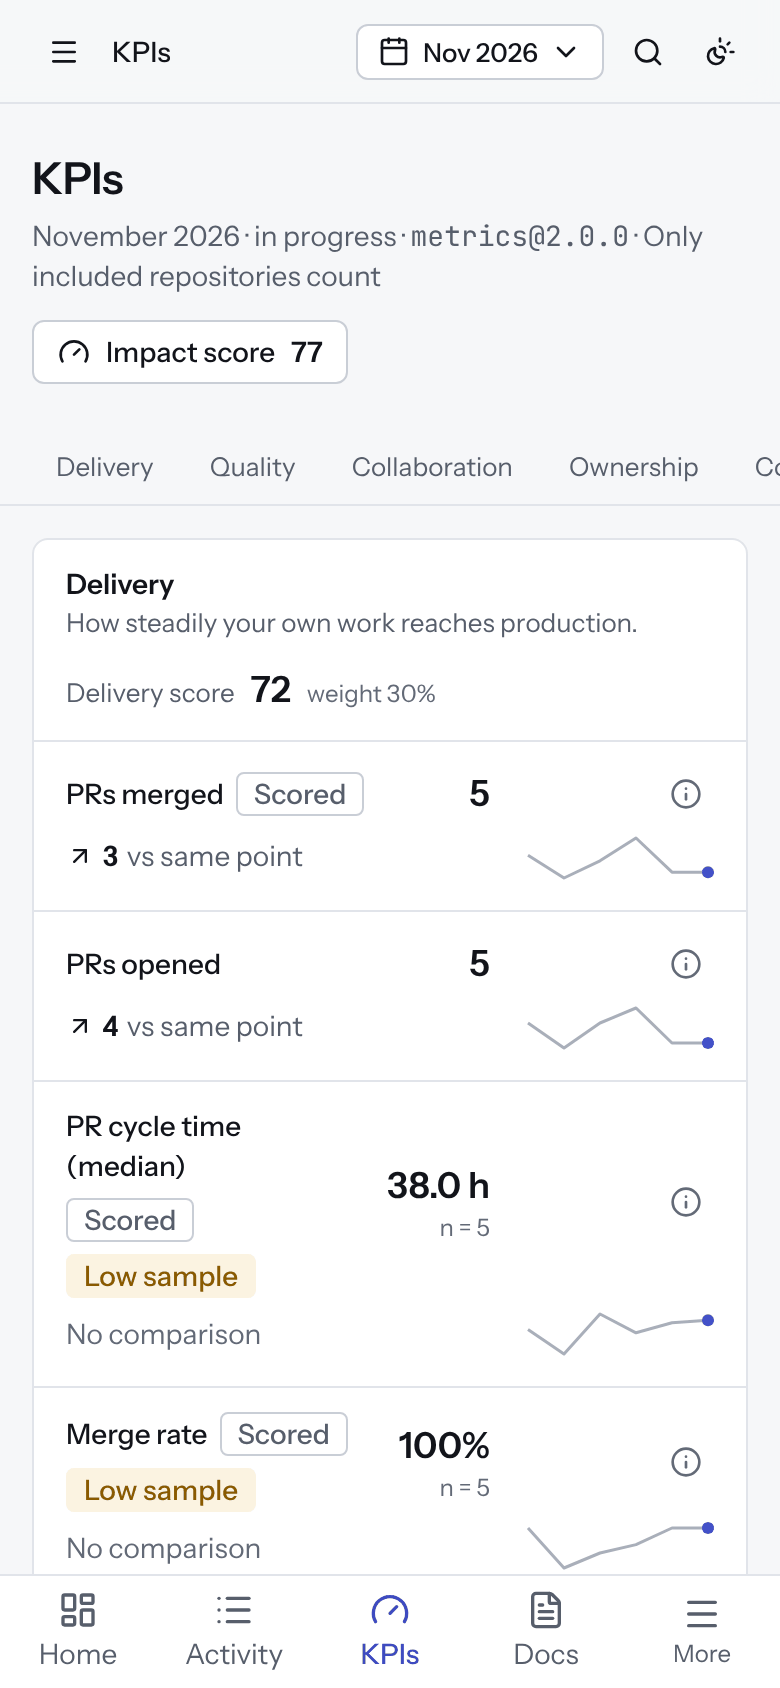 KPIs
Nov 2026
KPIs
November 2026 · in progress · metrics@2.0.0 · Only
included repositories count
Impact score 77
Delivery Quality Collaboration Ownership Co
Delivery
How steadily your own work reaches production.
Delivery score 72 weight 30%
PRs merged Scored 5
3 vs same point
PRs opened 5
4 vs same point
PR cycle time
(median)
38.0 h
Scored
n = 5
Low sample
No comparison
Merge rate Scored 100%
Low sample n = 5
No comparison
Home Activity KPIs Docs More